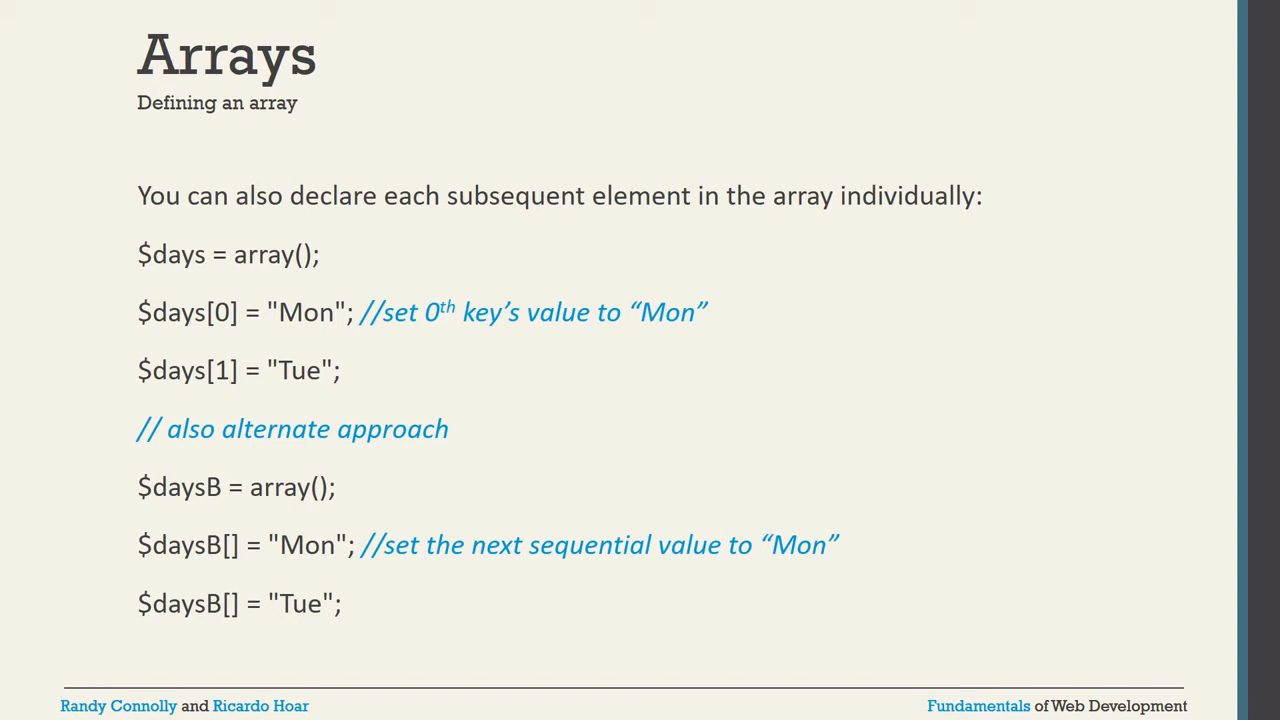 Arrays
Defining an array
You can also declare each subsequent element in the array individually:
$days = array();
$days[0] = "Mon"; //set 0th key’s value to “Mon”
$days[1] = "Tue";
// also alternate approach
$daysB = array();
$daysB[] = "Mon"; //set the next sequential value to “Mon”
$daysB[] = "Tue";
Randy Connolly and Ricardo Hoar
Fundamentals of Web Development